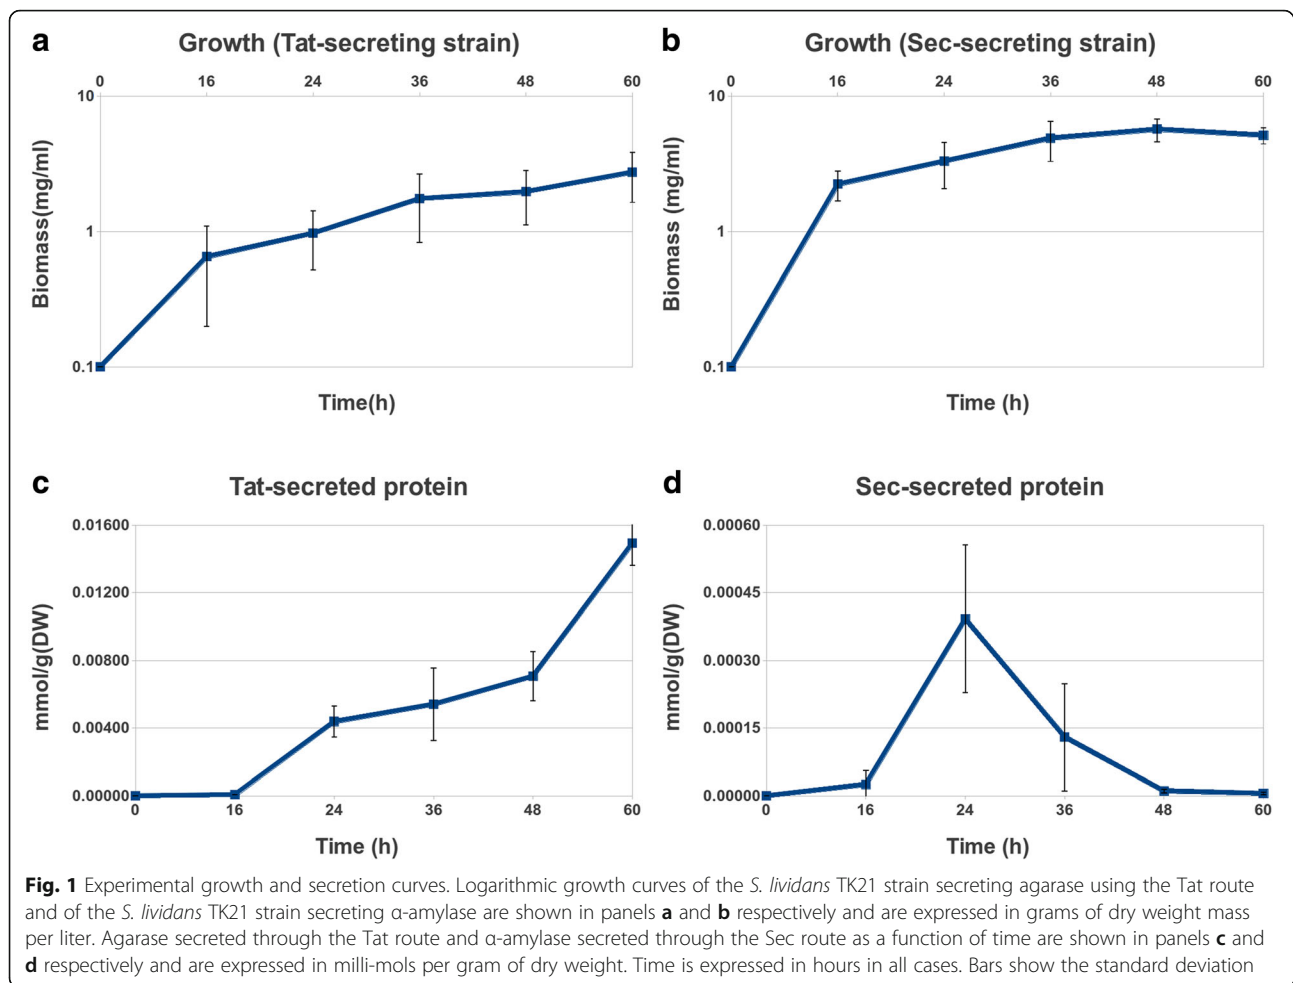 a
Growth (Tat-secreting strain)
0 16 24 36 48 60
10
1
0.1
Biomass(mg/ml)
Time(h)
b
Growth (Sec-secreting strain)
0 16 24 36 48 60
10
1
0.1
Biomass (mg/ml)
Time (h)
c
Tat-secreted protein
0.01600
0.01200
0.00800
0.00400
0.00000
mmol/g(DW)
0 16 24 36 48 60
Time (h)
d
Sec-secreted protein
0.00060
0.00045
0.00030
0.00015
0.00000
mmol/g(DW)
0 16 24 36 48 60
Time (h)
Fig. 1 Experimental growth and secretion curves. Logarithmic growth curves of the S. lividans TK21 strain secreting agarase using the Tat route
and of the S. lividans TK21 strain secreting α-amylase are shown in panels a and b respectively and are expressed in grams of dry weight mass
per liter. Agarase secreted through the Tat route and α-amylase secreted through the Sec route as a function of time are shown in panels c and
d respectively and are expressed in milli-mols per gram of dry weight. Time is expressed in hours in all cases. Bars show the standard deviation